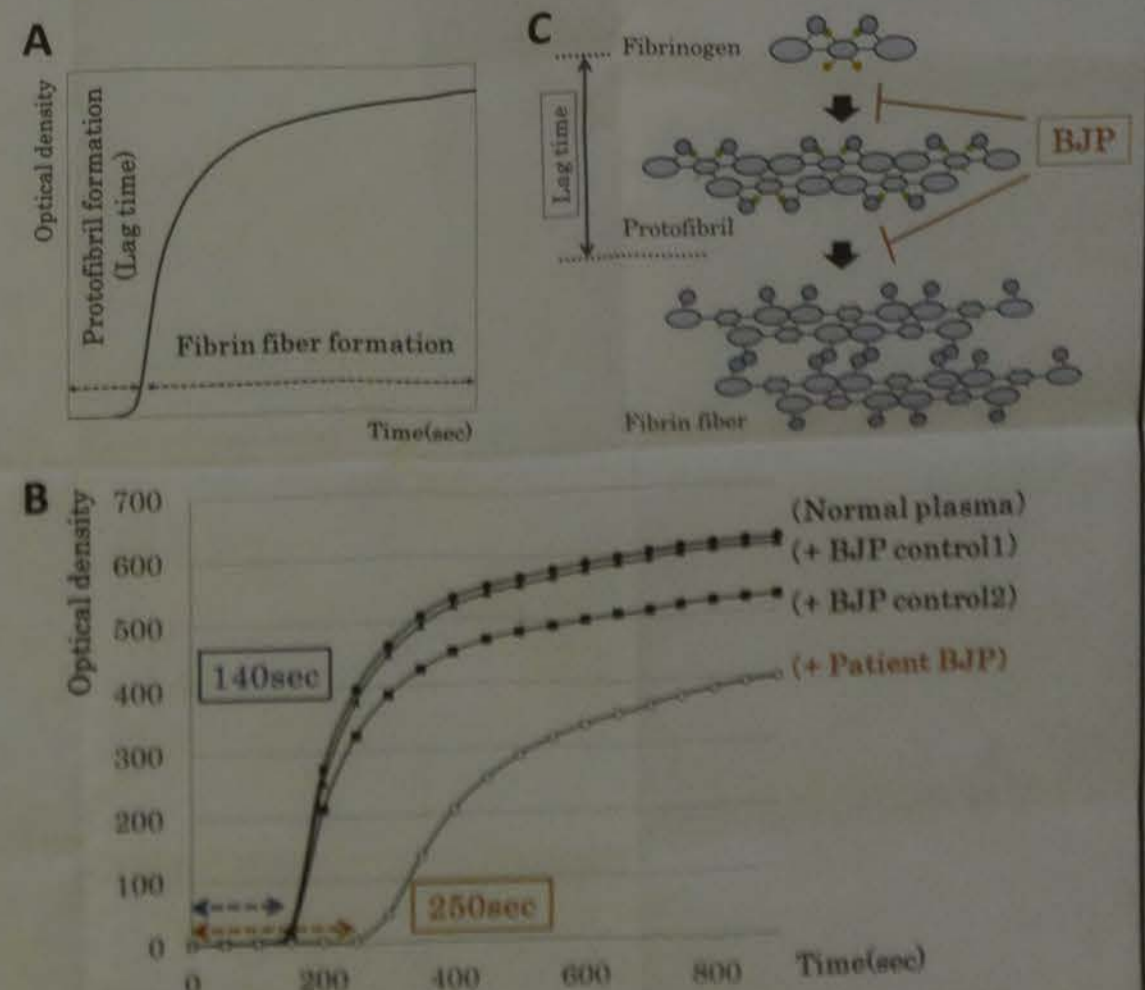 A
Optical density
Protofibril formation
(Lag time)
Fibrin fiber formation
Time(sec)
C
Fibrinogen
Lag time
BJP
Protofibril
Fibrin fiber
B
Optical density
700
600
500
400
300
200
100
0
0
200
400
600
800
Time(sec)
140sec
250sec
(Normal plasma)
(+ BJP control1)
(+ BJP control2)
(+ Patient BJP)